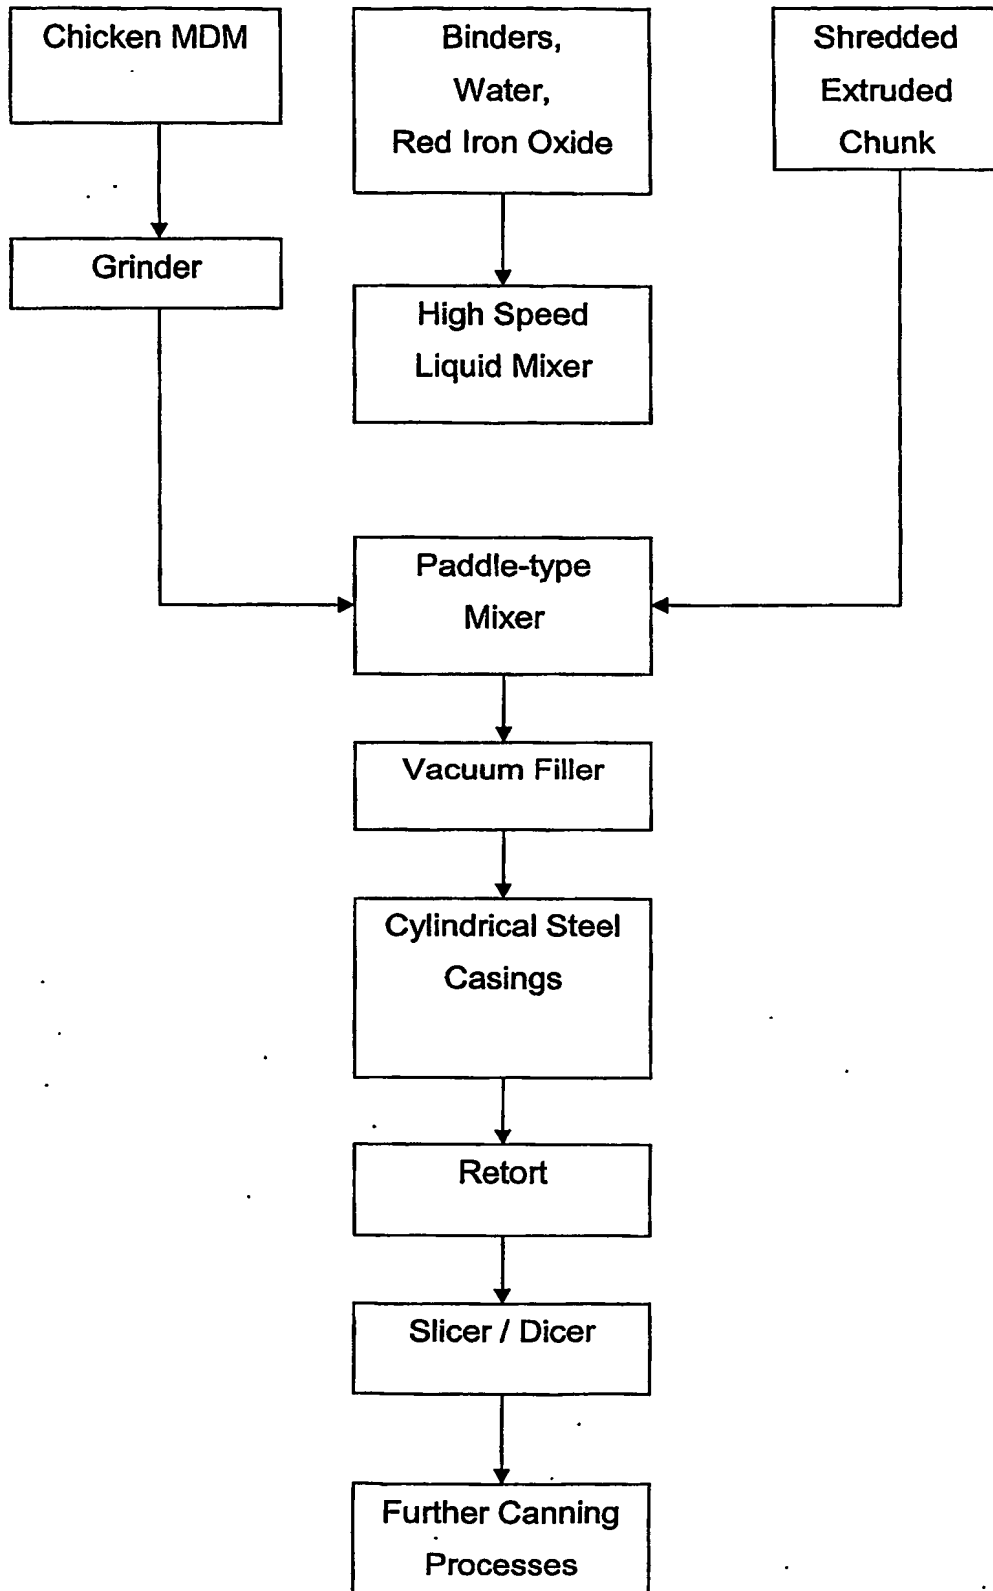 Chicken MDM
Binders,
Water,
Red Iron Oxide
Shredded
Extruded
Chunk
Grinder
High Speed
Liquid Mixer
Paddle-type
Mixer
Vacuum Filler
Cylindrical Steel
Casings
Retort
Slicer / Dicer
Further Canning
Processes